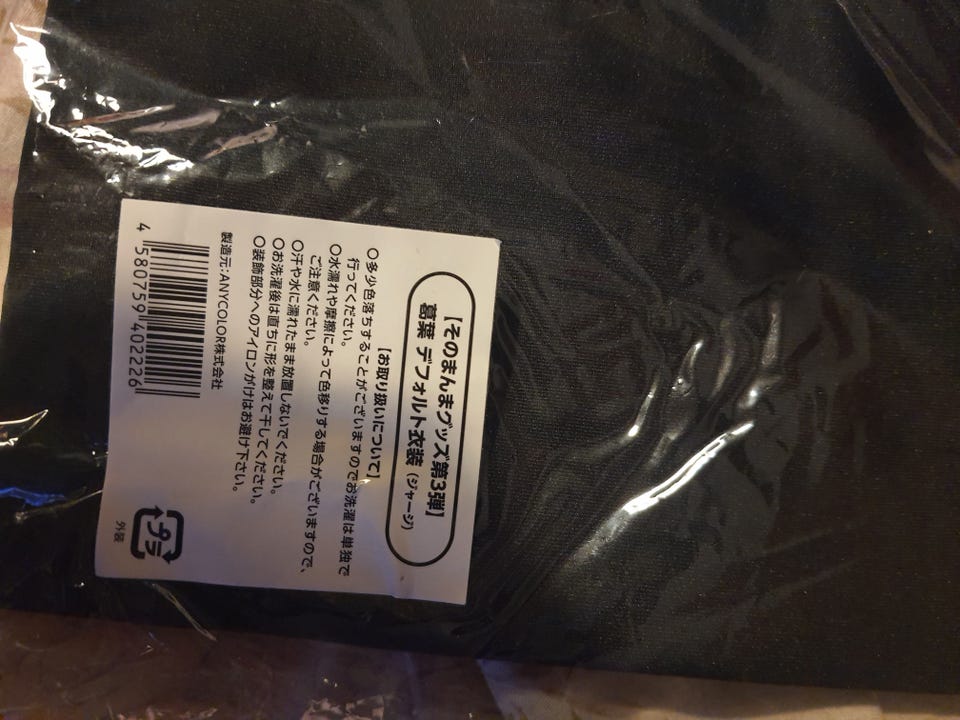 【そのまんまグッズ第3弾】
葛葉 デフォルト衣装（ジャージ）
【お取り扱いについて】
〇多少色落ちすることがございますのでお洗濯は単独で
行ってください。
〇水濡れや摩擦によって色移りする場合がございますので、
ご注意ください。
〇汗や水に濡れたまま放置しないでください。
〇お洗濯後は直ちに形を整えて干してください。
〇装飾部分へのアイロンがけはお避け下さい。
製造元：ANYCOLOR株式会社
4 580759 402226
プラ
外装